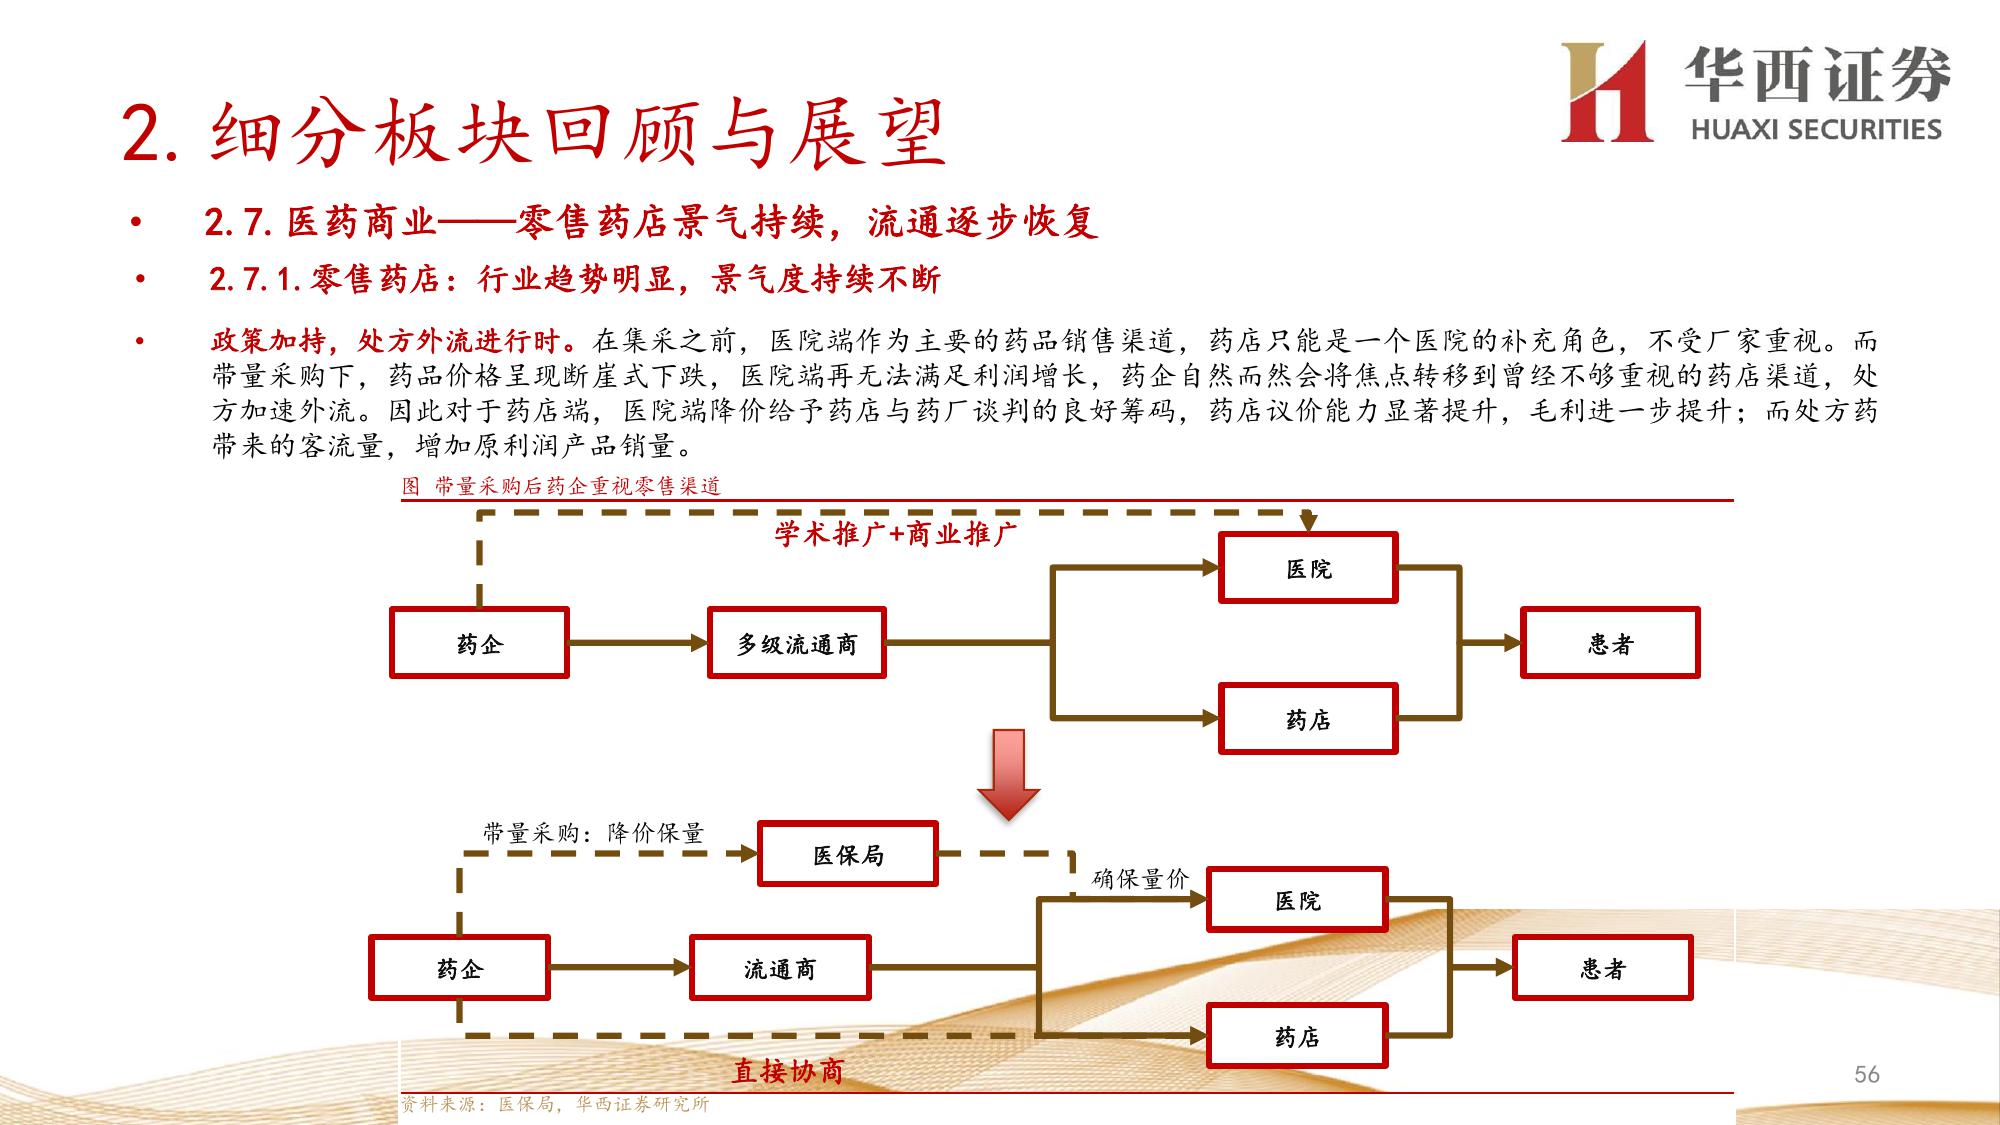 华西证券
HUAXI SECURITIES
2. 细分板块回顾与展望
• 2.7. 医药商业——零售药店景气持续，流通逐步恢复
• 2.7.1. 零售药店：行业趋势明显，景气度持续不断
• 政策加持，处方外流进行时。在集采之前，医院端作为主要的药品销售渠道，药店只能是一个医院的补充角色，不受厂家重视。而
带量采购下，药品价格呈现断崖式下跌，医院端再无法满足利润增长，药企自然而然会将焦点转移到曾经不够重视的药店渠道，处
方加速外流。因此对于药店端，医院端降价给予药店与药厂谈判的良好筹码，药店议价能力显著提升，毛利进一步提升；而处方药
带来的客流量，增加原利润产品销量。
图 带量采购后药企重视零售渠道
学术推广+商业推广
医院
药企
多级流通商
患者
药店
带量采购：降价保量
医保局
确保量价
医院
药企
流通商
患者
药店
直接协商
资料来源：医保局，华西证券研究所
56